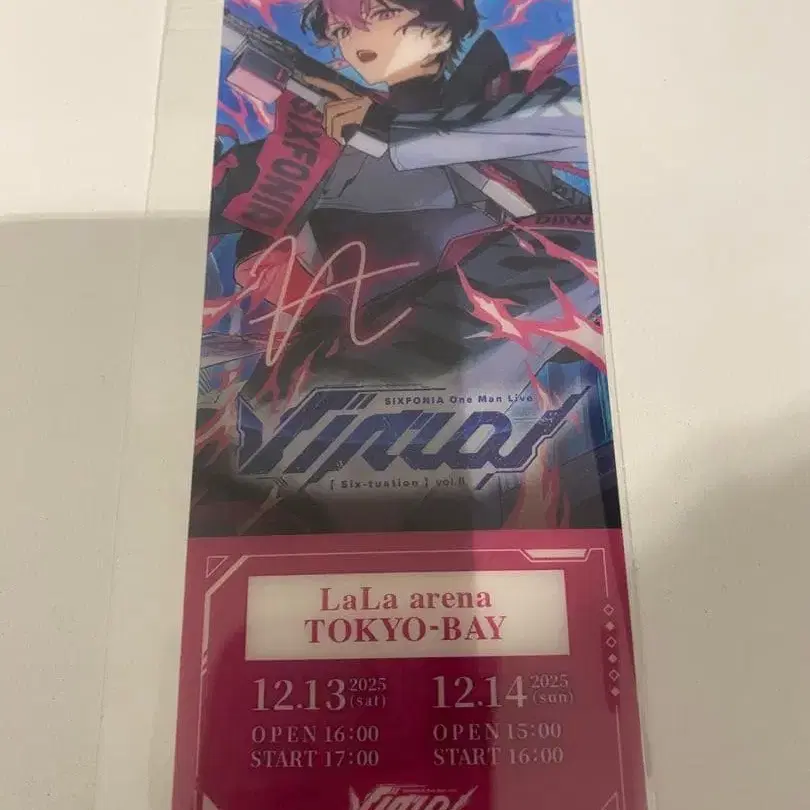 SIXFONIA
SIXFONIA One Man Live
[ Six-tuation ] vol.II
LaLa arena
TOKYO-BAY
12.13 2025 (sat)
OPEN 16:00
START 17:00
12.14 2025 (sun)
OPEN 15:00
START 16:00